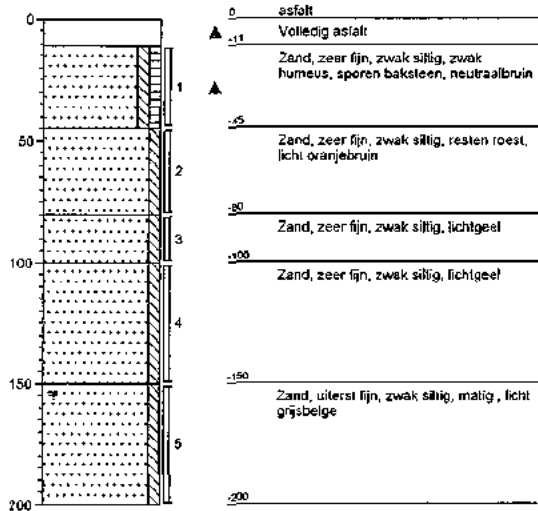 0
50
100
150
200
1
2
3
4
5
0 asfalt
Volledig asfalt
-11
Zand, zeer fijn, zwak siltig, zwak
humeus, sporen baksteen, neutraalbruin
-45
Zand, zeer fijn, zwak siltig, resten roest,
licht oranjebruin
-80
Zand, zeer fijn, zwak siltig, lichtgeel
-100
Zand, zeer fijn, zwak siltig, lichtgeel
-150
Zand, uiterst fijn, zwak siltig, matig , licht
grijsbeige
-200